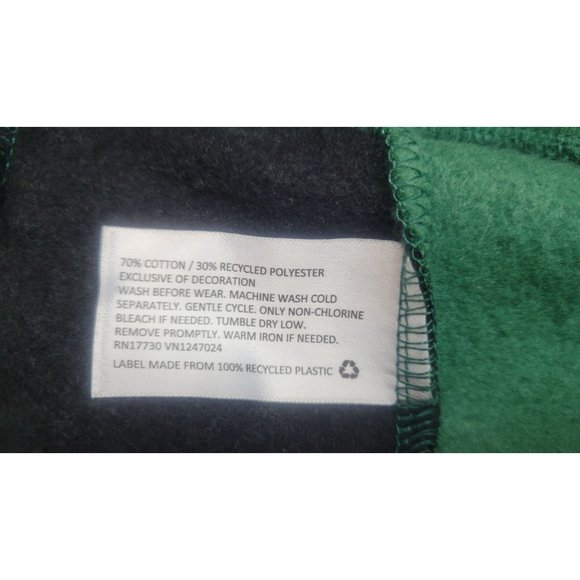 70% COTTON / 30% RECYCLED POLYESTER
EXCLUSIVE OF DECORATION
WASH BEFORE WEAR. MACHINE WASH COLD
SEPARATELY. GENTLE CYCLE. ONLY NON-CHLORINE
BLEACH IF NEEDED. TUMBLE DRY LOW.
REMOVE PROMPTLY. WARM IRON IF NEEDED.
RN17730 VN1247024
LABEL MADE FROM 100% RECYCLED PLASTIC